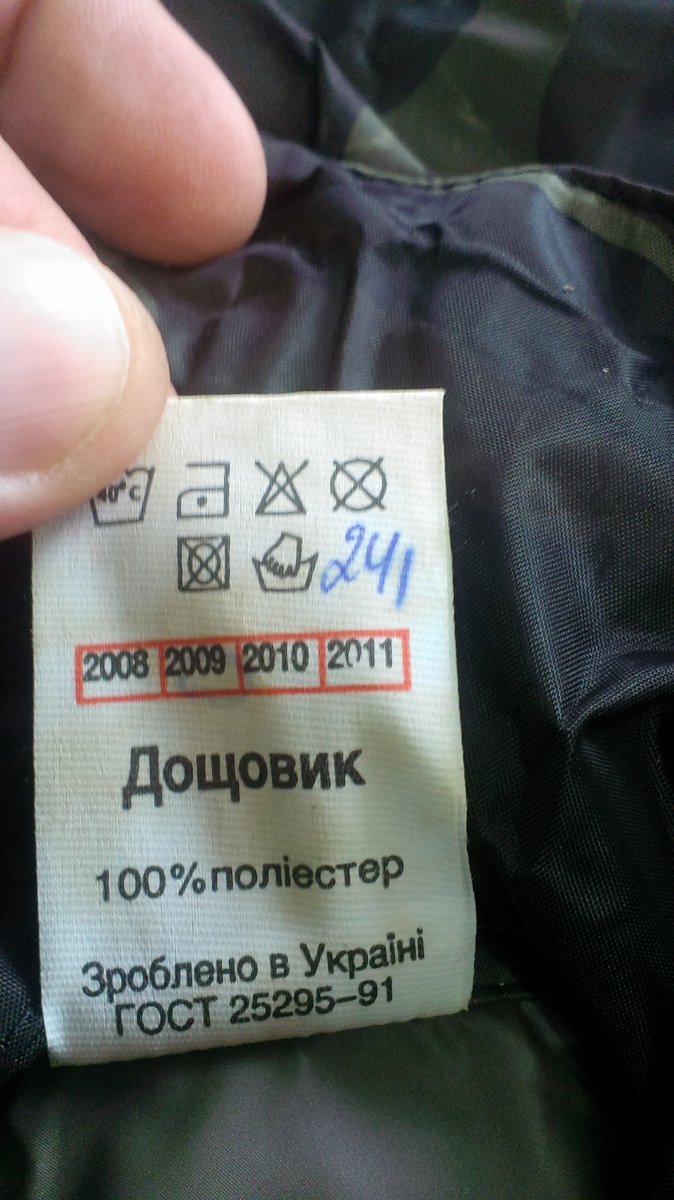 40°C
241
2008 2009 2010 2011
Дощовик
100%поліестер
Зроблено в Україні
ГОСТ 25295-91